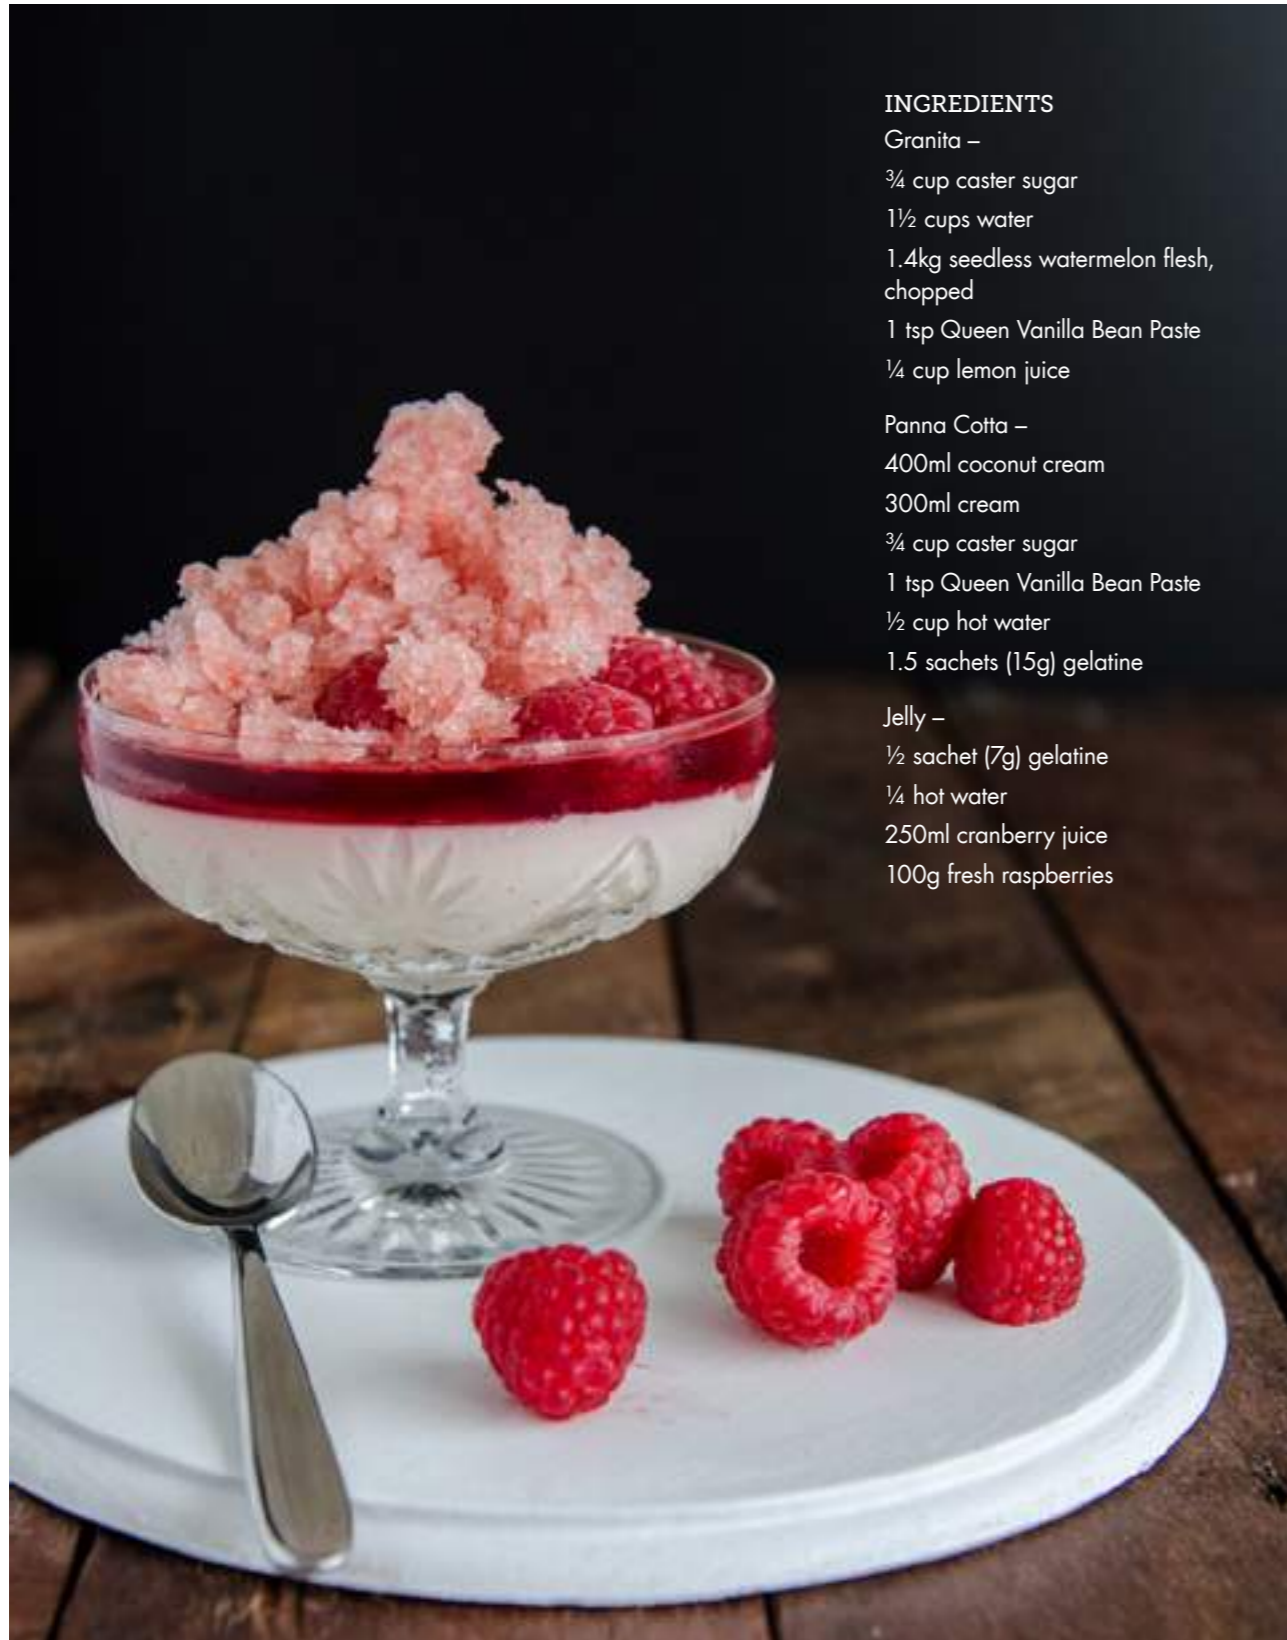 INGREDIENTS
Granita –
¾ cup caster sugar
1½ cups water
1.4kg seedless watermelon flesh,
chopped
1 tsp Queen Vanilla Bean Paste
¼ cup lemon juice
Panna Cotta –
400ml coconut cream
300ml cream
¾ cup caster sugar
1 tsp Queen Vanilla Bean Paste
½ cup hot water
1.5 sachets (15g) gelatine
Jelly –
½ sachet (7g) gelatine
¼ hot water
250ml cranberry juice
100g fresh raspberries